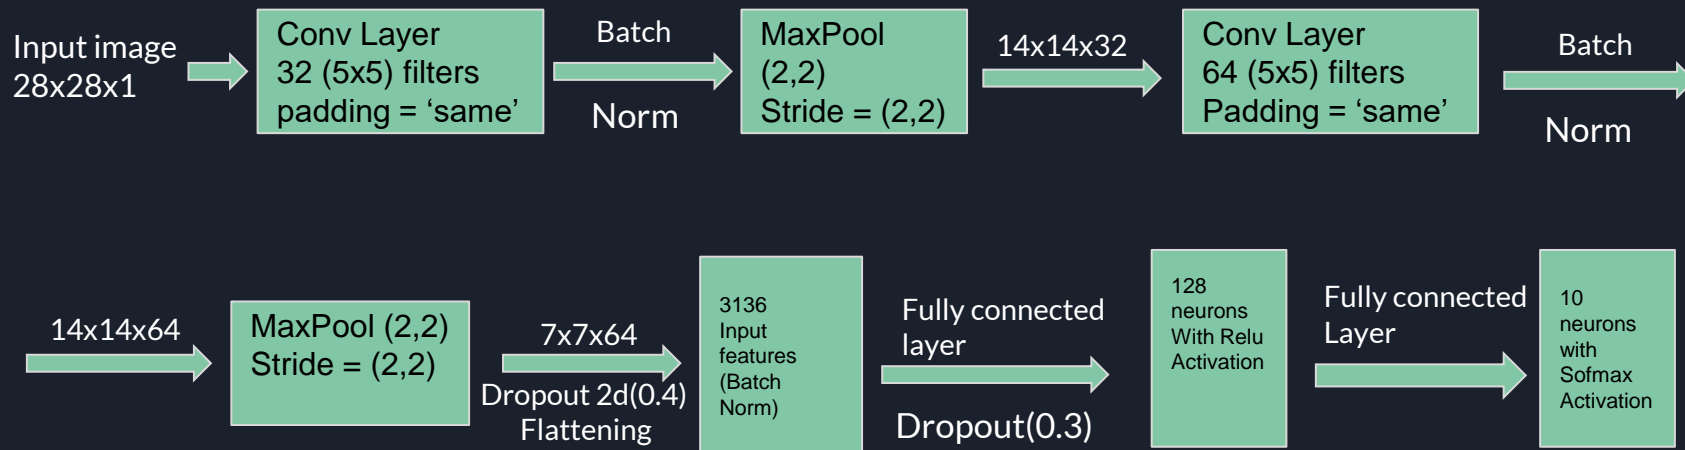 Input image
28x28x1
Conv Layer
32 (5x5) filters
padding = ‘same’
Batch
Norm
MaxPool
(2,2)
Stride = (2,2)
14x14x32
Conv Layer
64 (5x5) filters
Padding = ‘same’
Batch
Norm
14x14x64
MaxPool (2,2)
Stride = (2,2)
7x7x64
Dropout 2d(0.4)
Flattening
3136
Input
features
(Batch
Norm)
Fully connected
layer
Dropout(0.3)
128
neurons
With Relu
Activation
Fully connected
Layer
10
neurons
with
Sofmax
Activation